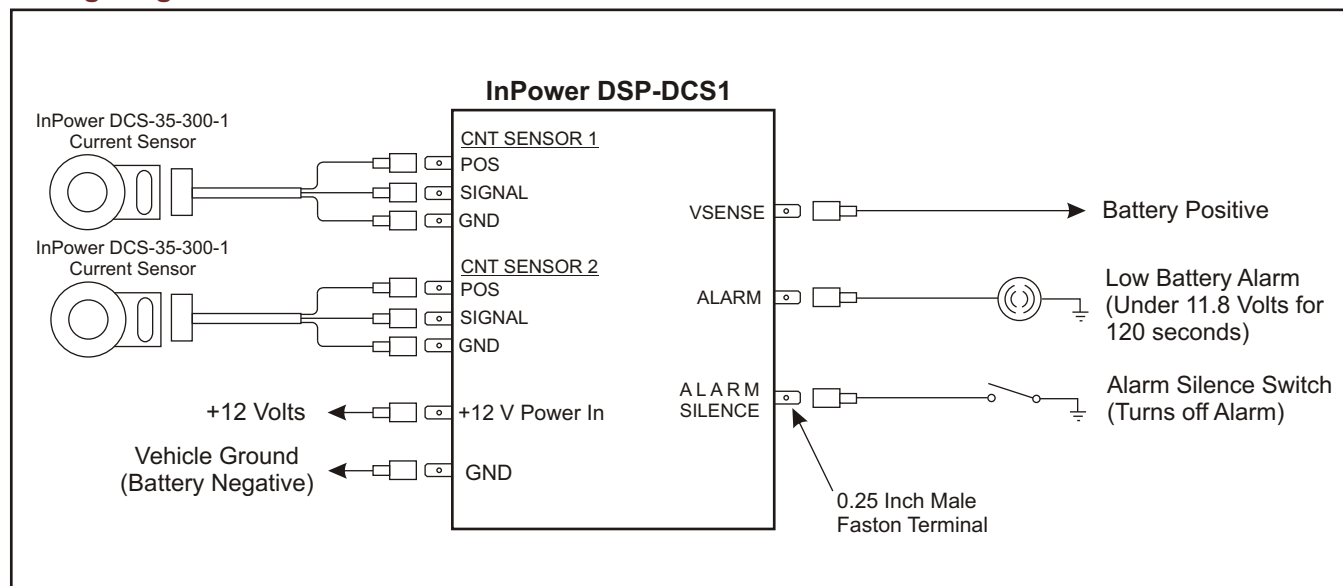 InPower DSP-DCS1
InPower DCS-35-300-1
Current Sensor
CNT SENSOR 1
POS
SIGNAL
GND
InPower DCS-35-300-1
Current Sensor
CNT SENSOR 2
POS
SIGNAL
GND
+12 Volts
+12 V Power In
Vehicle Ground
(Battery Negative)
GND
VSENSE
Battery Positive
ALARM
Low Battery Alarm
(Under 11.8 Volts for
120 seconds)
ALARM
SILENCE
Alarm Silence Switch
(Turns off Alarm)
0.25 Inch Male
Faston Terminal